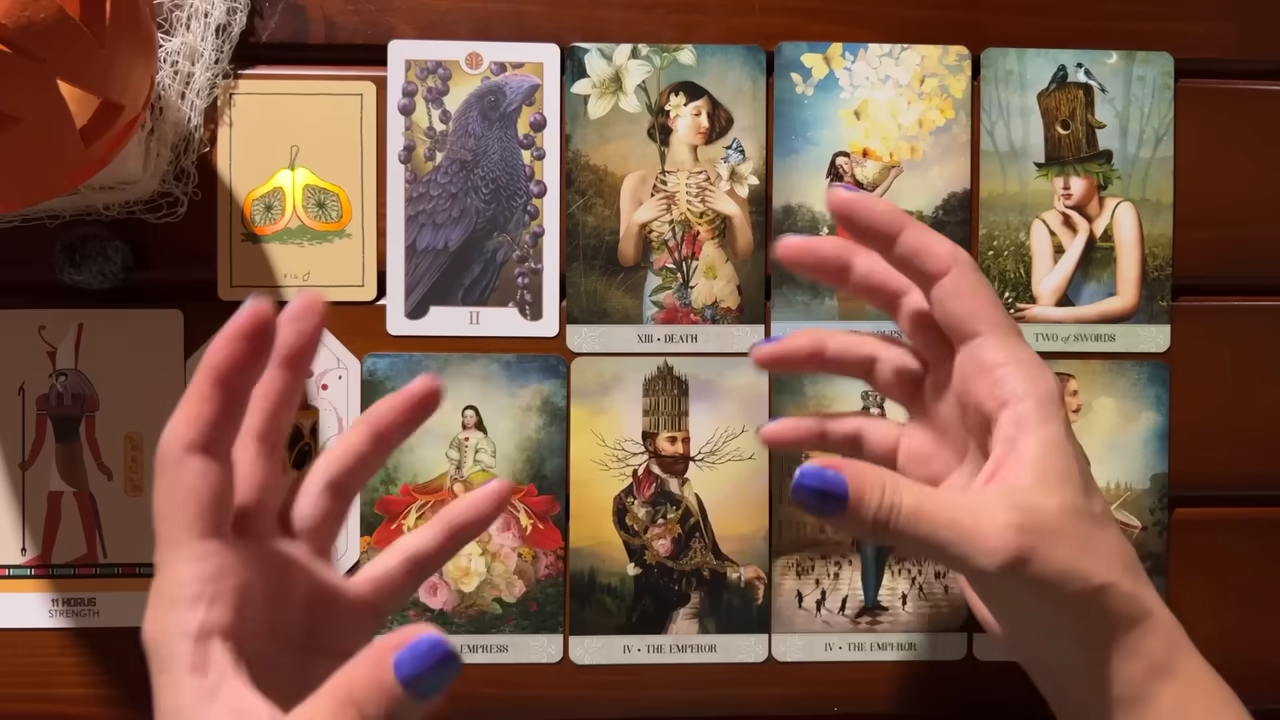 FIG
II
XIII • DEATH
TWO of SWORDS
11 HORUS
STRENGTH
EMPRESS
IV • THE EMPEROR
IV • THE EMPEROR